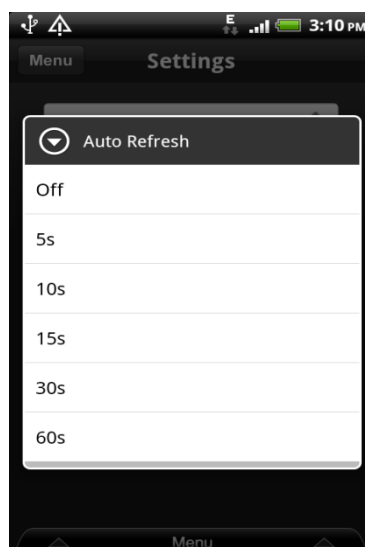 E
3:10 PM
Menu
Settings
Auto Refresh
Off
5s
10s
15s
30s
60s
Menu